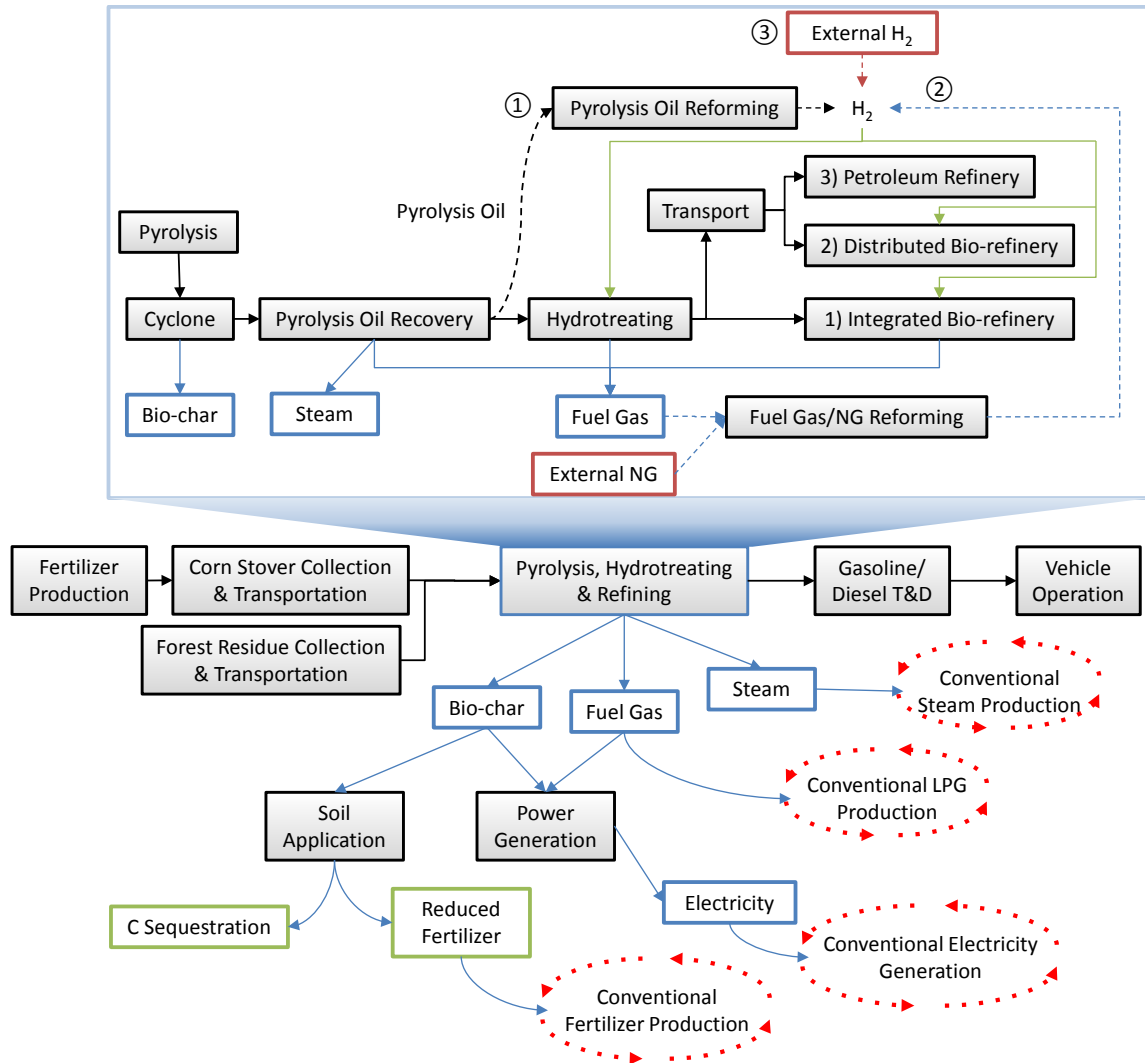 ③
External H₂
①
Pyrolysis Oil Reforming
H₂
②
3) Petroleum Refinery
Pyrolysis Oil
Transport
Pyrolysis
2) Distributed Bio-refinery
Cyclone
Pyrolysis Oil Recovery
Hydrotreating
1) Integrated Bio-refinery
Bio-char
Steam
Fuel Gas
Fuel Gas/NG Reforming
External NG
Fertilizer
Production
Corn Stover Collection
& Transportation
Pyrolysis, Hydrotreating
& Refining
Gasoline/
Diesel T&D
Vehicle
Operation
Forest Residue Collection
& Transportation
Bio-char
Fuel Gas
Steam
Conventional
Steam Production
Conventional LPG
Production
Soil
Application
Power
Generation
C Sequestration
Reduced
Fertilizer
Electricity
Conventional Electricity
Generation
Conventional
Fertilizer Production